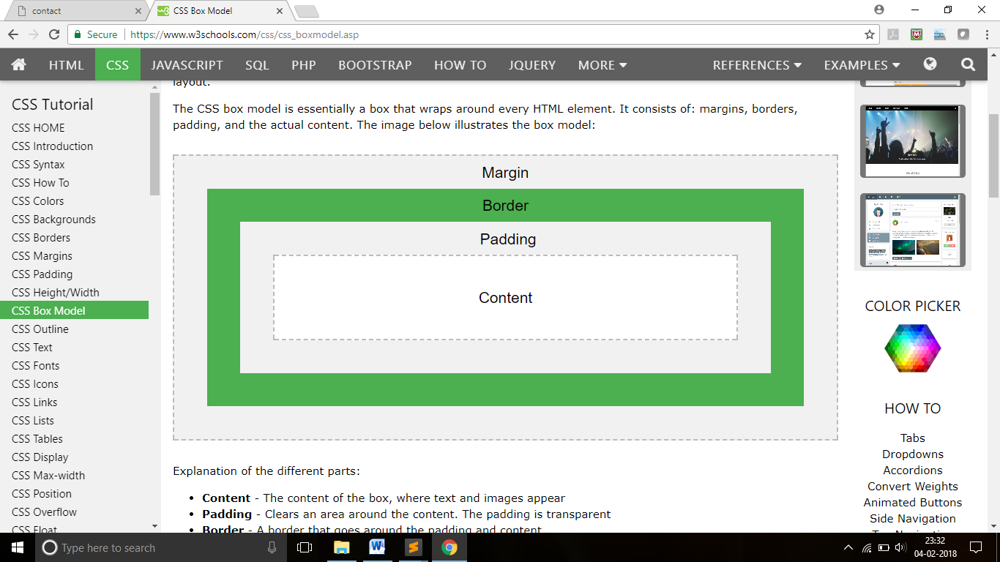 contact
CSS Box Model
Secure
https://www.w3schools.com/css/css_boxmodel.asp
HTML CSS JAVASCRIPT SQL PHP BOOTSTRAP HOW TO JQUERY MORE REFERENCES EXAMPLES
CSS Tutorial
CSS HOME
CSS Introduction
CSS Syntax
CSS How To
CSS Colors
CSS Backgrounds
CSS Borders
CSS Margins
CSS Padding
CSS Height/Width
CSS Box Model
CSS Outline
CSS Text
CSS Fonts
CSS Icons
CSS Links
CSS Lists
CSS Tables
CSS Display
CSS Max-width
CSS Position
CSS Overflow
CSS Float
layout.
The CSS box model is essentially a box that wraps around every HTML element. It consists of: margins, borders,
padding, and the actual content. The image below illustrates the box model:
Margin
Border
Padding
Content
Explanation of the different parts:
• Content - The content of the box, where text and images appear
• Padding - Clears an area around the content. The padding is transparent
• Border - A border that goes around the padding and content
COLOR PICKER
HOW TO
Tabs
Dropdowns
Accordions
Convert Weights
Animated Buttons
Side Navigation
Type here to search
23:32
04-02-2018